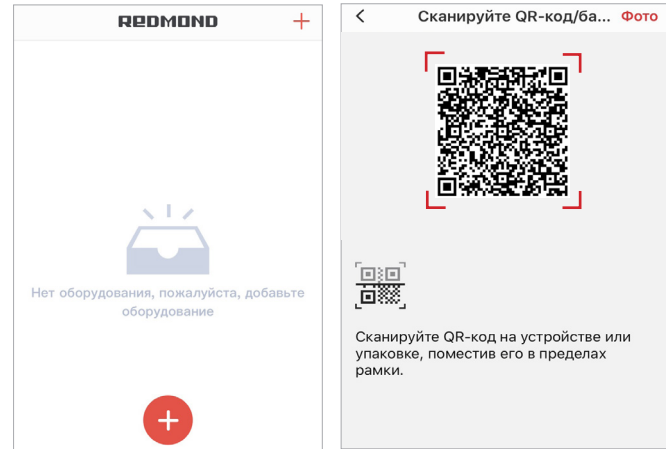 REDMOND
Нет оборудования, пожалуйста, добавьте
оборудование
Сканируйте QR-код/ба... Фото
Сканируйте QR-код на устройстве или
упаковке, поместив его в пределах
рамки.